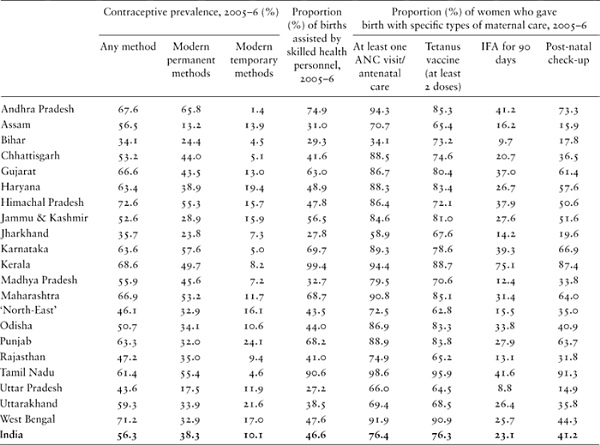 Contraceptive prevalence, 2005–6 (%) Proportion Proportion (%) of women who gave
(%) of births birth with specific types of maternal care, 2005–6
Any method Modern Modern assisted by At least one Tetanus IFA for 90 Post-natal
permanent temporary skilled health ANC visit/ vaccine days check-up
methods methods personnel, antenatal (at least
2005–6 care 2 doses)
Andhra Pradesh 67.6 65.8 1.4 74.9 94.3 85.3 41.2 73.3
Assam 56.5 13.2 13.9 31.0 70.7 65.4 16.2 15.9
Bihar 34.1 24.4 4.5 29.3 34.1 73.2 9.7 17.8
Chhattisgarh 53.2 44.0 5.1 41.6 88.5 74.6 20.7 36.5
Gujarat 66.6 43.5 13.0 63.0 86.7 80.4 37.0 61.4
Haryana 63.4 38.9 19.4 48.9 88.3 83.4 26.7 57.6
Himachal Pradesh 72.6 55.3 15.7 47.8 86.4 72.1 37.9 50.6
Jammu & Kashmir 52.6 28.9 15.9 56.5 84.6 81.0 27.6 51.6
Jharkhand 35.7 23.8 7.3 27.8 58.9 67.6 14.2 19.6
Karnataka 63.6 57.6 5.0 69.7 89.3 78.6 39.3 66.9
Kerala 68.6 49.7 8.2 99.4 94.4 88.7 75.1 87.4
Madhya Pradesh 55.9 45.6 7.2 32.7 79.5 70.6 12.4 33.8
Maharashtra 66.9 53.2 11.7 68.7 90.8 85.1 31.4 64.0
‘North-East’ 46.1 32.9 16.1 43.5 72.5 62.8 15.5 35.0
Odisha 50.7 34.1 10.6 44.0 86.9 83.3 33.8 40.9
Punjab 63.3 32.0 24.1 68.2 88.9 83.8 27.9 63.7
Rajasthan 47.2 35.0 9.4 41.0 74.9 65.2 13.1 31.8
Tamil Nadu 61.4 55.4 4.6 90.6 98.6 95.9 41.6 91.3
Uttar Pradesh 43.6 17.5 11.9 27.2 66.0 64.5 8.8 14.9
Uttarakhand 59.3 33.9 21.6 38.5 69.4 68.5 26.4 35.8
West Bengal 71.2 32.9 17.0 47.6 91.9 90.9 25.7 44.3
India 56.3 38.3 10.1 46.6 76.4 76.3 23.1 41.2